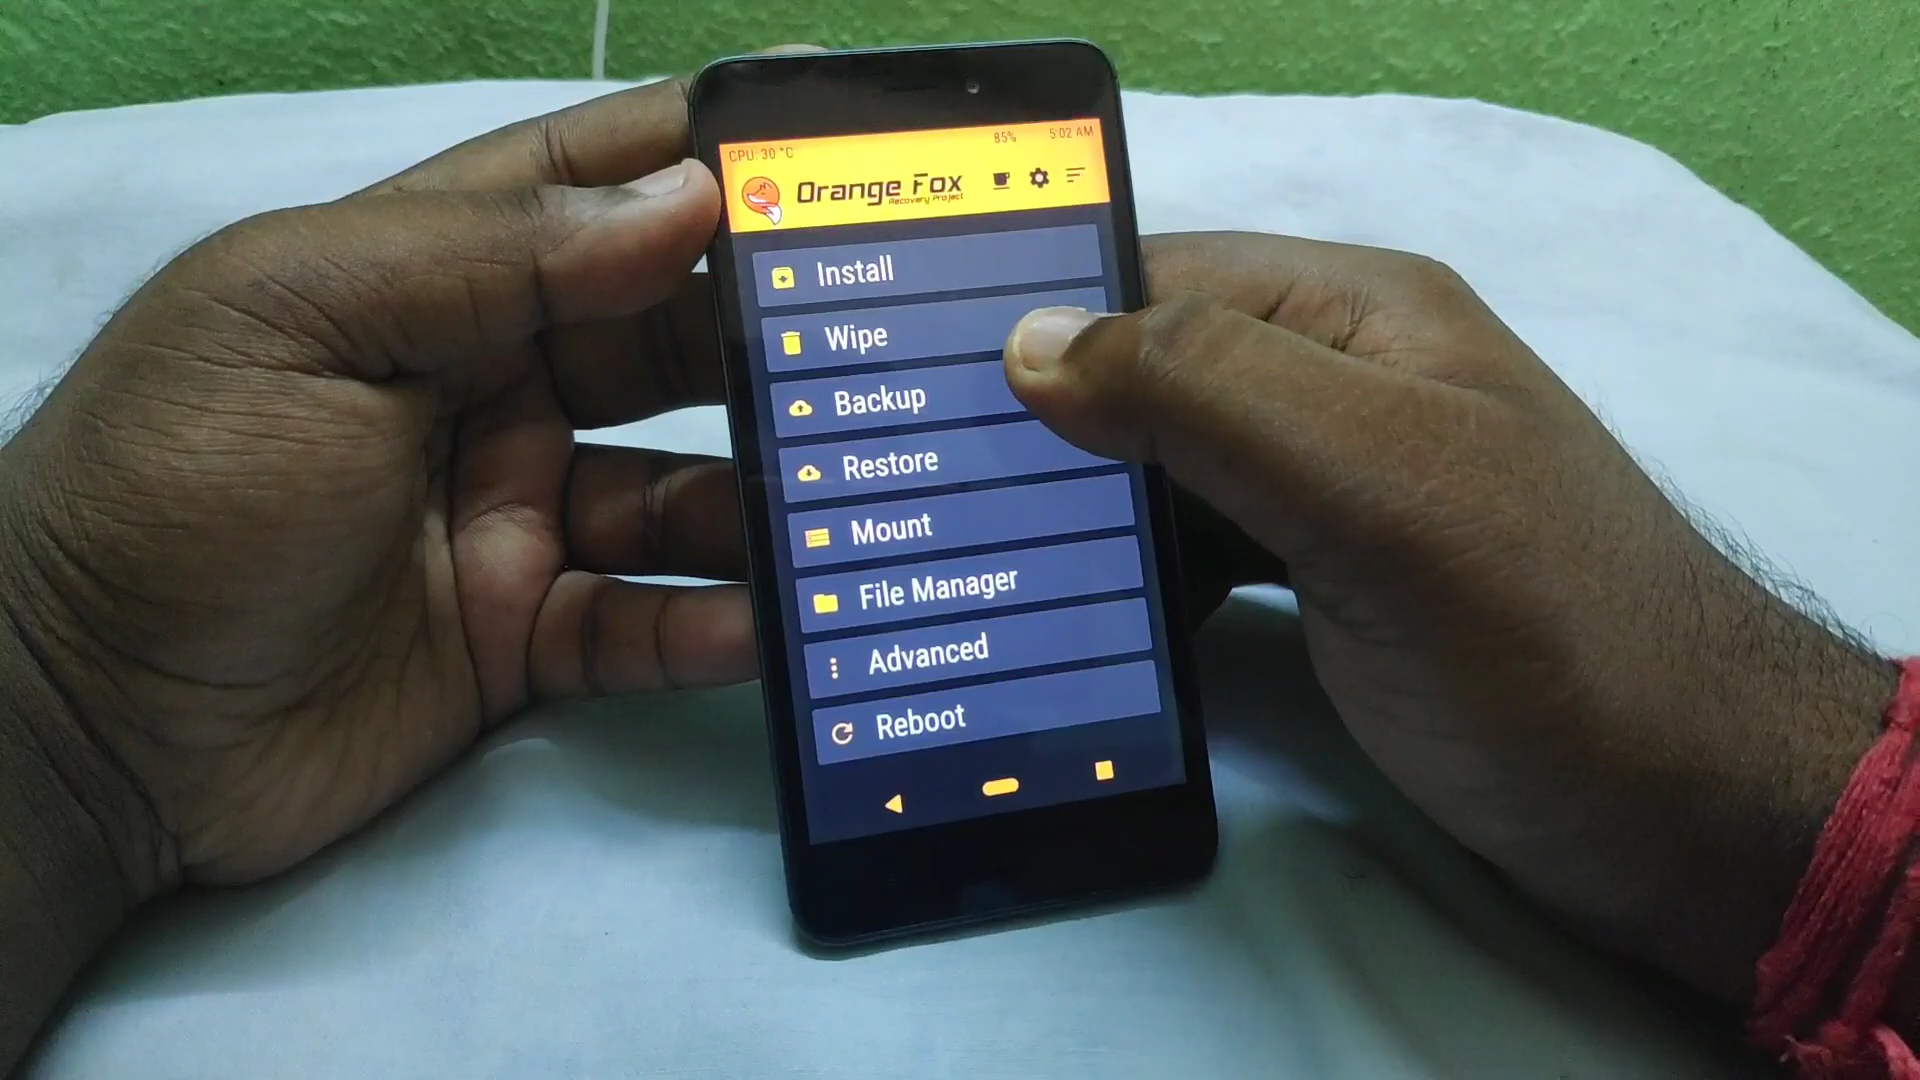 CPU: 30 °C 85% 5:02 AM
Orange Fox
Recovery Project
Install
Wipe
Backup
Restore
Mount
File Manager
Advanced
Reboot